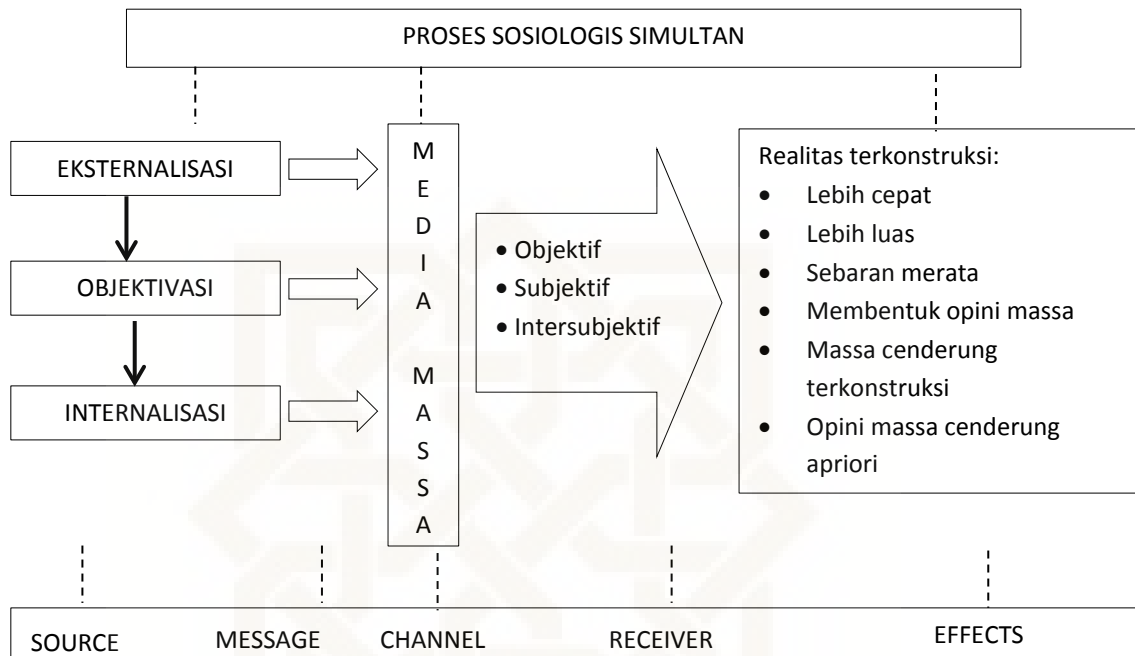 PROSES SOSIOLOGIS SIMULTAN
EKSTERNALISASI
OBJEKTIVASI
INTERNALISASI
M
E
D
I
A
M
A
S
S
A
• Objektif
• Subjektif
• Intersubjektif
Realitas terkonstruksi:
• Lebih cepat
• Lebih luas
• Sebaran merata
• Membentuk opini massa
• Massa cenderung
terkonstruksi
• Opini massa cenderung
apriori
SOURCE MESSAGE CHANNEL RECEIVER EFFECTS